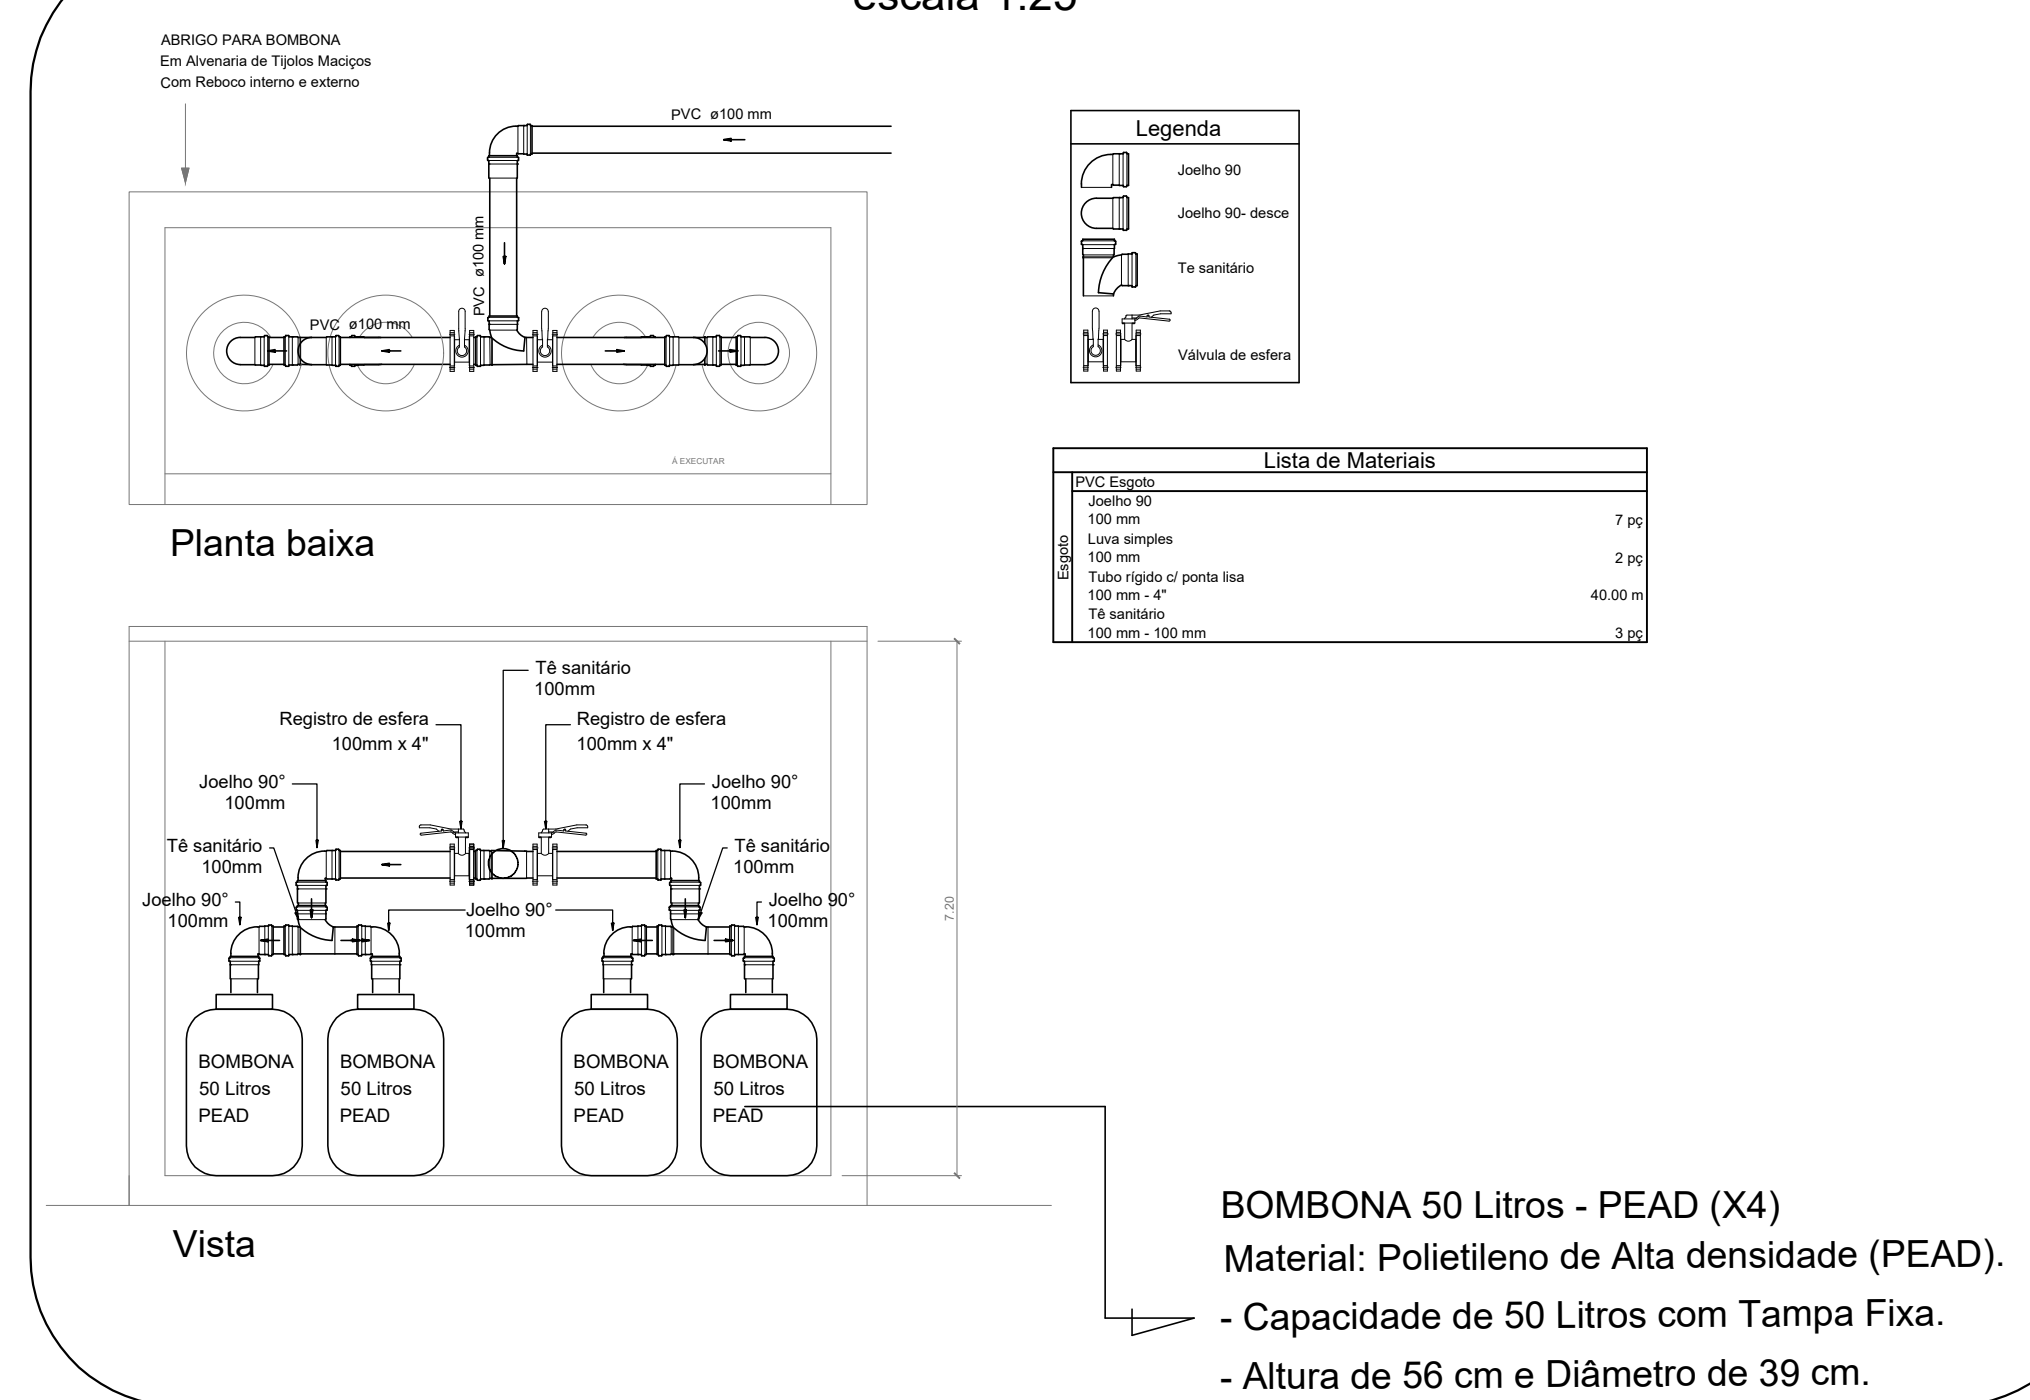 escala 1:25
ABRIGO PARA BOMBONA
Em Alvenaria de Tijolos Maciços
Com Reboco interno e externo
PVC ø100 mm
PVC ø100 mm
PVC ø100 mm
Á EXECUTAR
Planta baixa
Legenda
Joelho 90
Joelho 90- desce
Te sanitário
Válvula de esfera
Lista de Materiais
Esgoto
PVC Esgoto
Joelho 90
100 mm 7 pç
Luva simples
100 mm 2 pç
Tubo rígido c/ ponta lisa
100 mm - 4" 40.00 m
Tê sanitário
100 mm - 100 mm 3 pç
Tê sanitário
100mm
Registro de esfera
100mm x 4"
Registro de esfera
100mm x 4"
Joelho 90°
100mm
Joelho 90°
100mm
Tê sanitário
100mm
Tê sanitário
100mm
Joelho 90°
100mm
Joelho 90°
100mm
Joelho 90°
100mm
7.20
BOMBONA
50 Litros
PEAD
BOMBONA
50 Litros
PEAD
BOMBONA
50 Litros
PEAD
BOMBONA
50 Litros
PEAD
Vista
BOMBONA 50 Litros - PEAD (X4)
Material: Polietileno de Alta densidade (PEAD).
- Capacidade de 50 Litros com Tampa Fixa.
- Altura de 56 cm e Diâmetro de 39 cm.